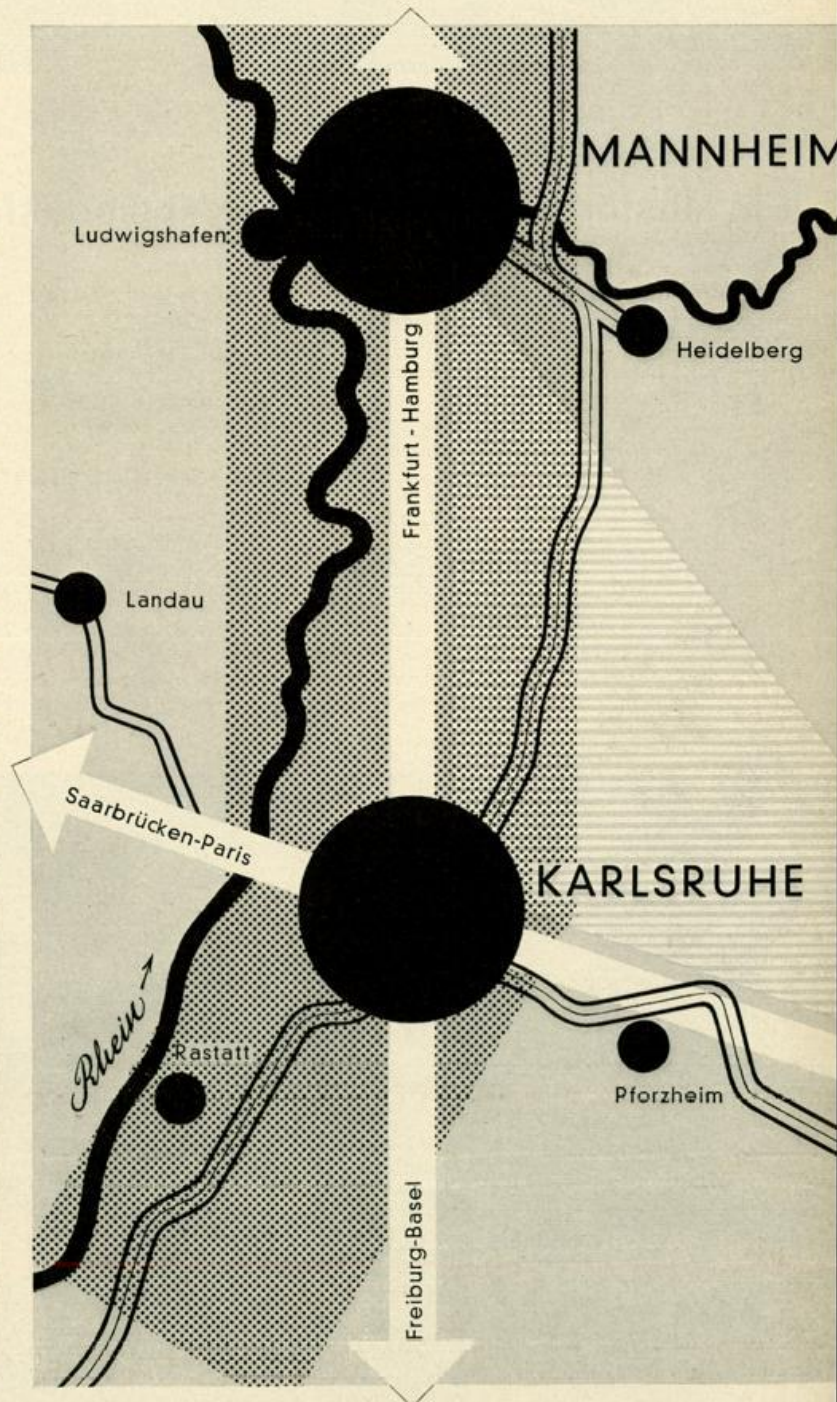 MANNHEIM
Ludwigshafen
Heidelberg
Frankfurt - Hamburg
Landau
Saarbrücken-Paris
KARLSRUHE
Rhein
Rastatt
Pforzheim
Freiburg-Basel